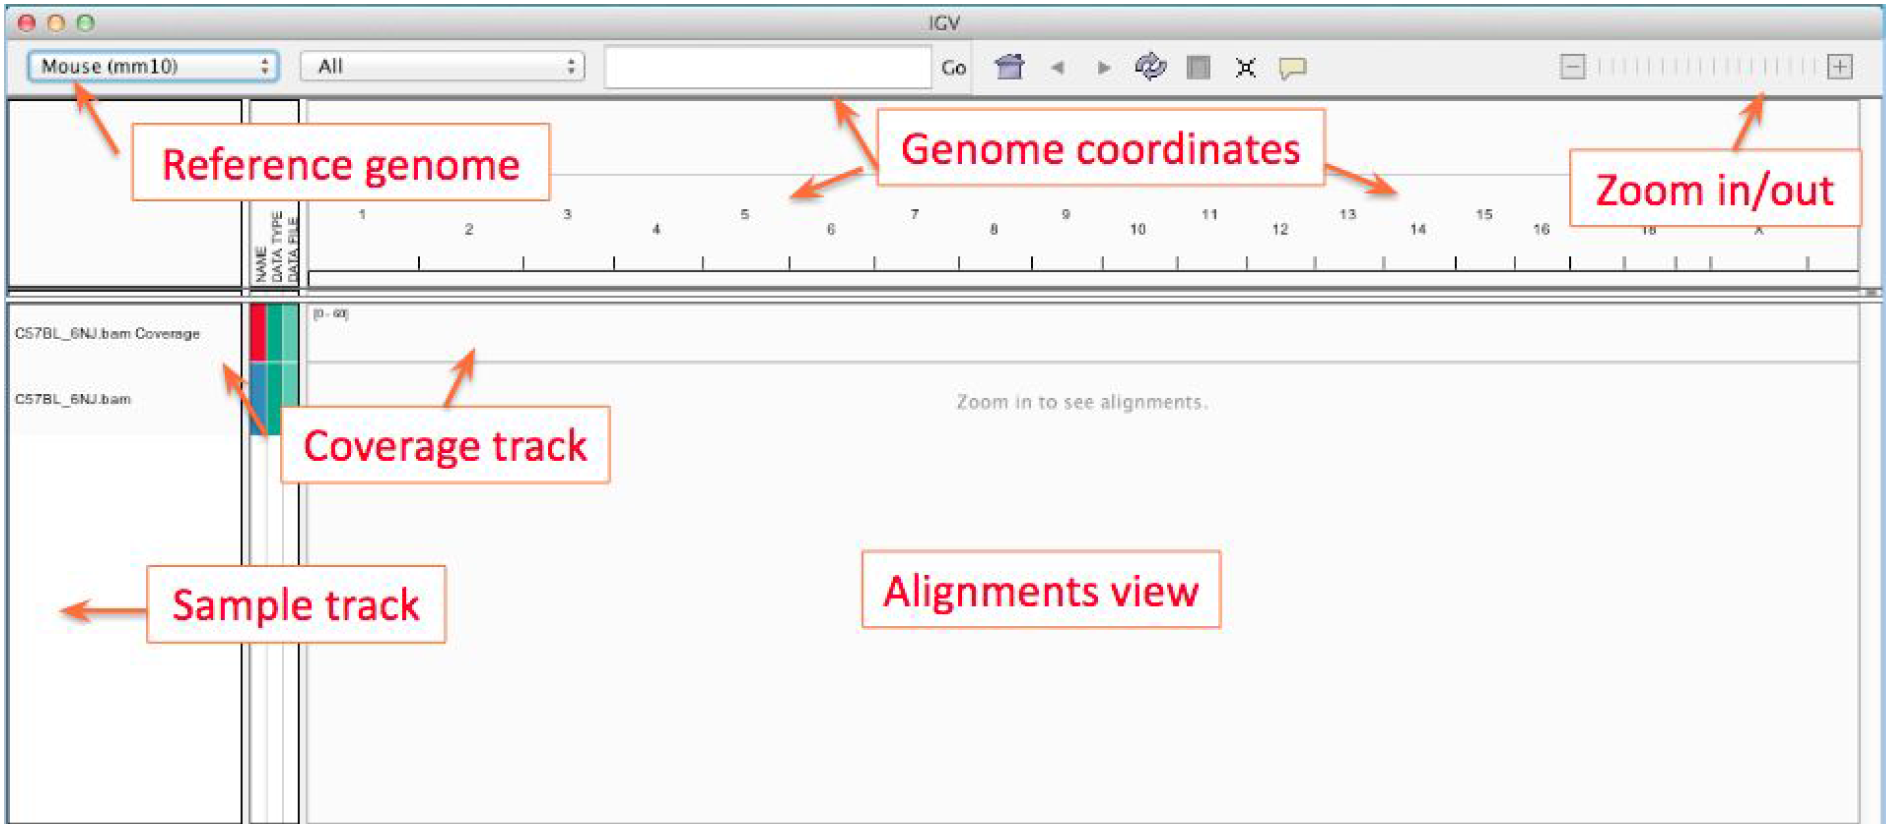 IGV
Mouse (mm10) All Go
Reference genome
Genome coordinates
Zoom in/out
1 3 5 7 9 11 13 15
2 4 6 8 10 12 14 16 18 X
NAME
DATA TYPE
DATA FILE
C57BL_6NJ.bam Coverage
[0 - 60]
C57BL_6NJ.bam
Zoom in to see alignments.
Coverage track
Alignments view
Sample track